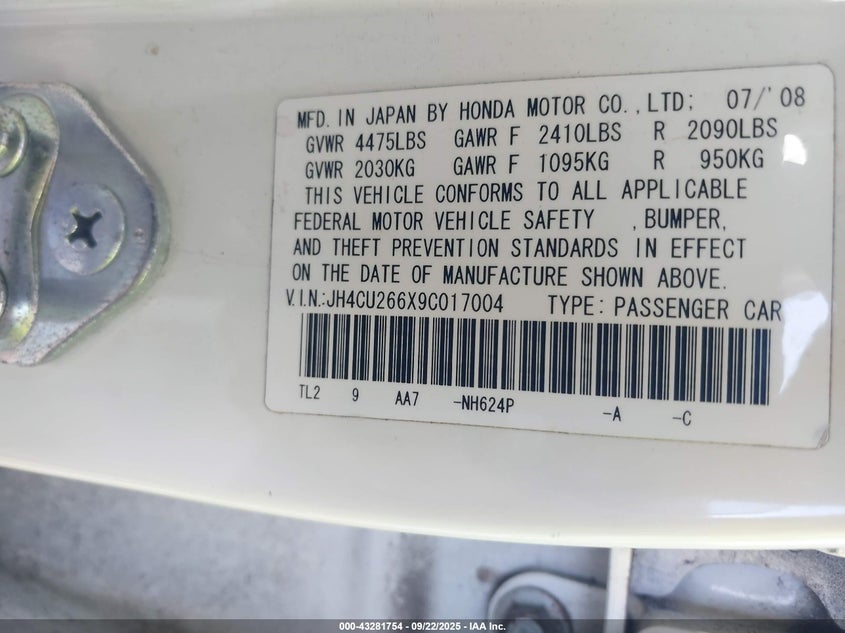 MFD. IN JAPAN BY HONDA MOTOR CO., LTD; 07/'08
GVWR 4475LBS GAWR F 2410LBS R 2090LBS
GVWR 2030KG GAWR F 1095KG R 950KG
THIS VEHICLE CONFORMS TO ALL APPLICABLE
FEDERAL MOTOR VEHICLE SAFETY , BUMPER,
AND THEFT PREVENTION STANDARDS IN EFFECT
ON THE DATE OF MANUFACTURE SHOWN ABOVE.
V.I.N.:JH4CU266X9C017004 TYPE: PASSENGER CAR
TL2 9 AA7 -NH624P -A -C
000-43281754 - 09/22/2025 - IAA Inc.